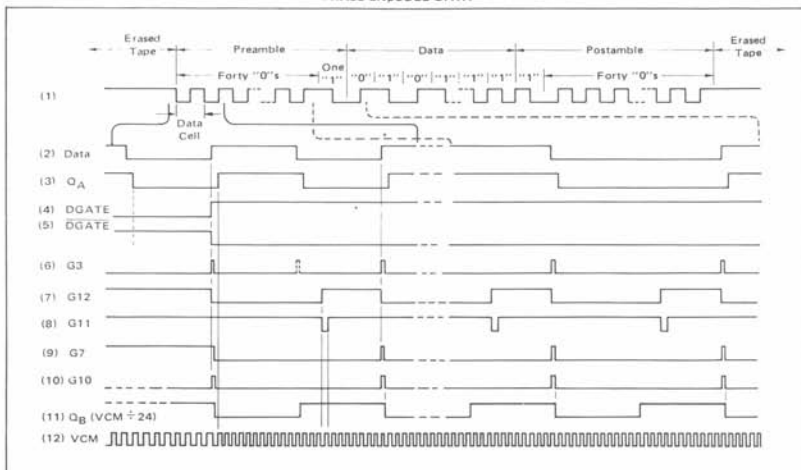 Erased Tape
Preamble
Data
Postamble
Erased Tape
Forty "0"s
One "1"
"0" "1" "0" "1" "1" "1" "1"
Forty "0"s
(1)
Data Cell
(2) Data
(3) QA
(4) DGATE
(5) DGATE
(6) G3
(7) G12
(8) G11
(9) G7
(10) G10
(11) QB (VCM ÷ 24)
(12) VCM